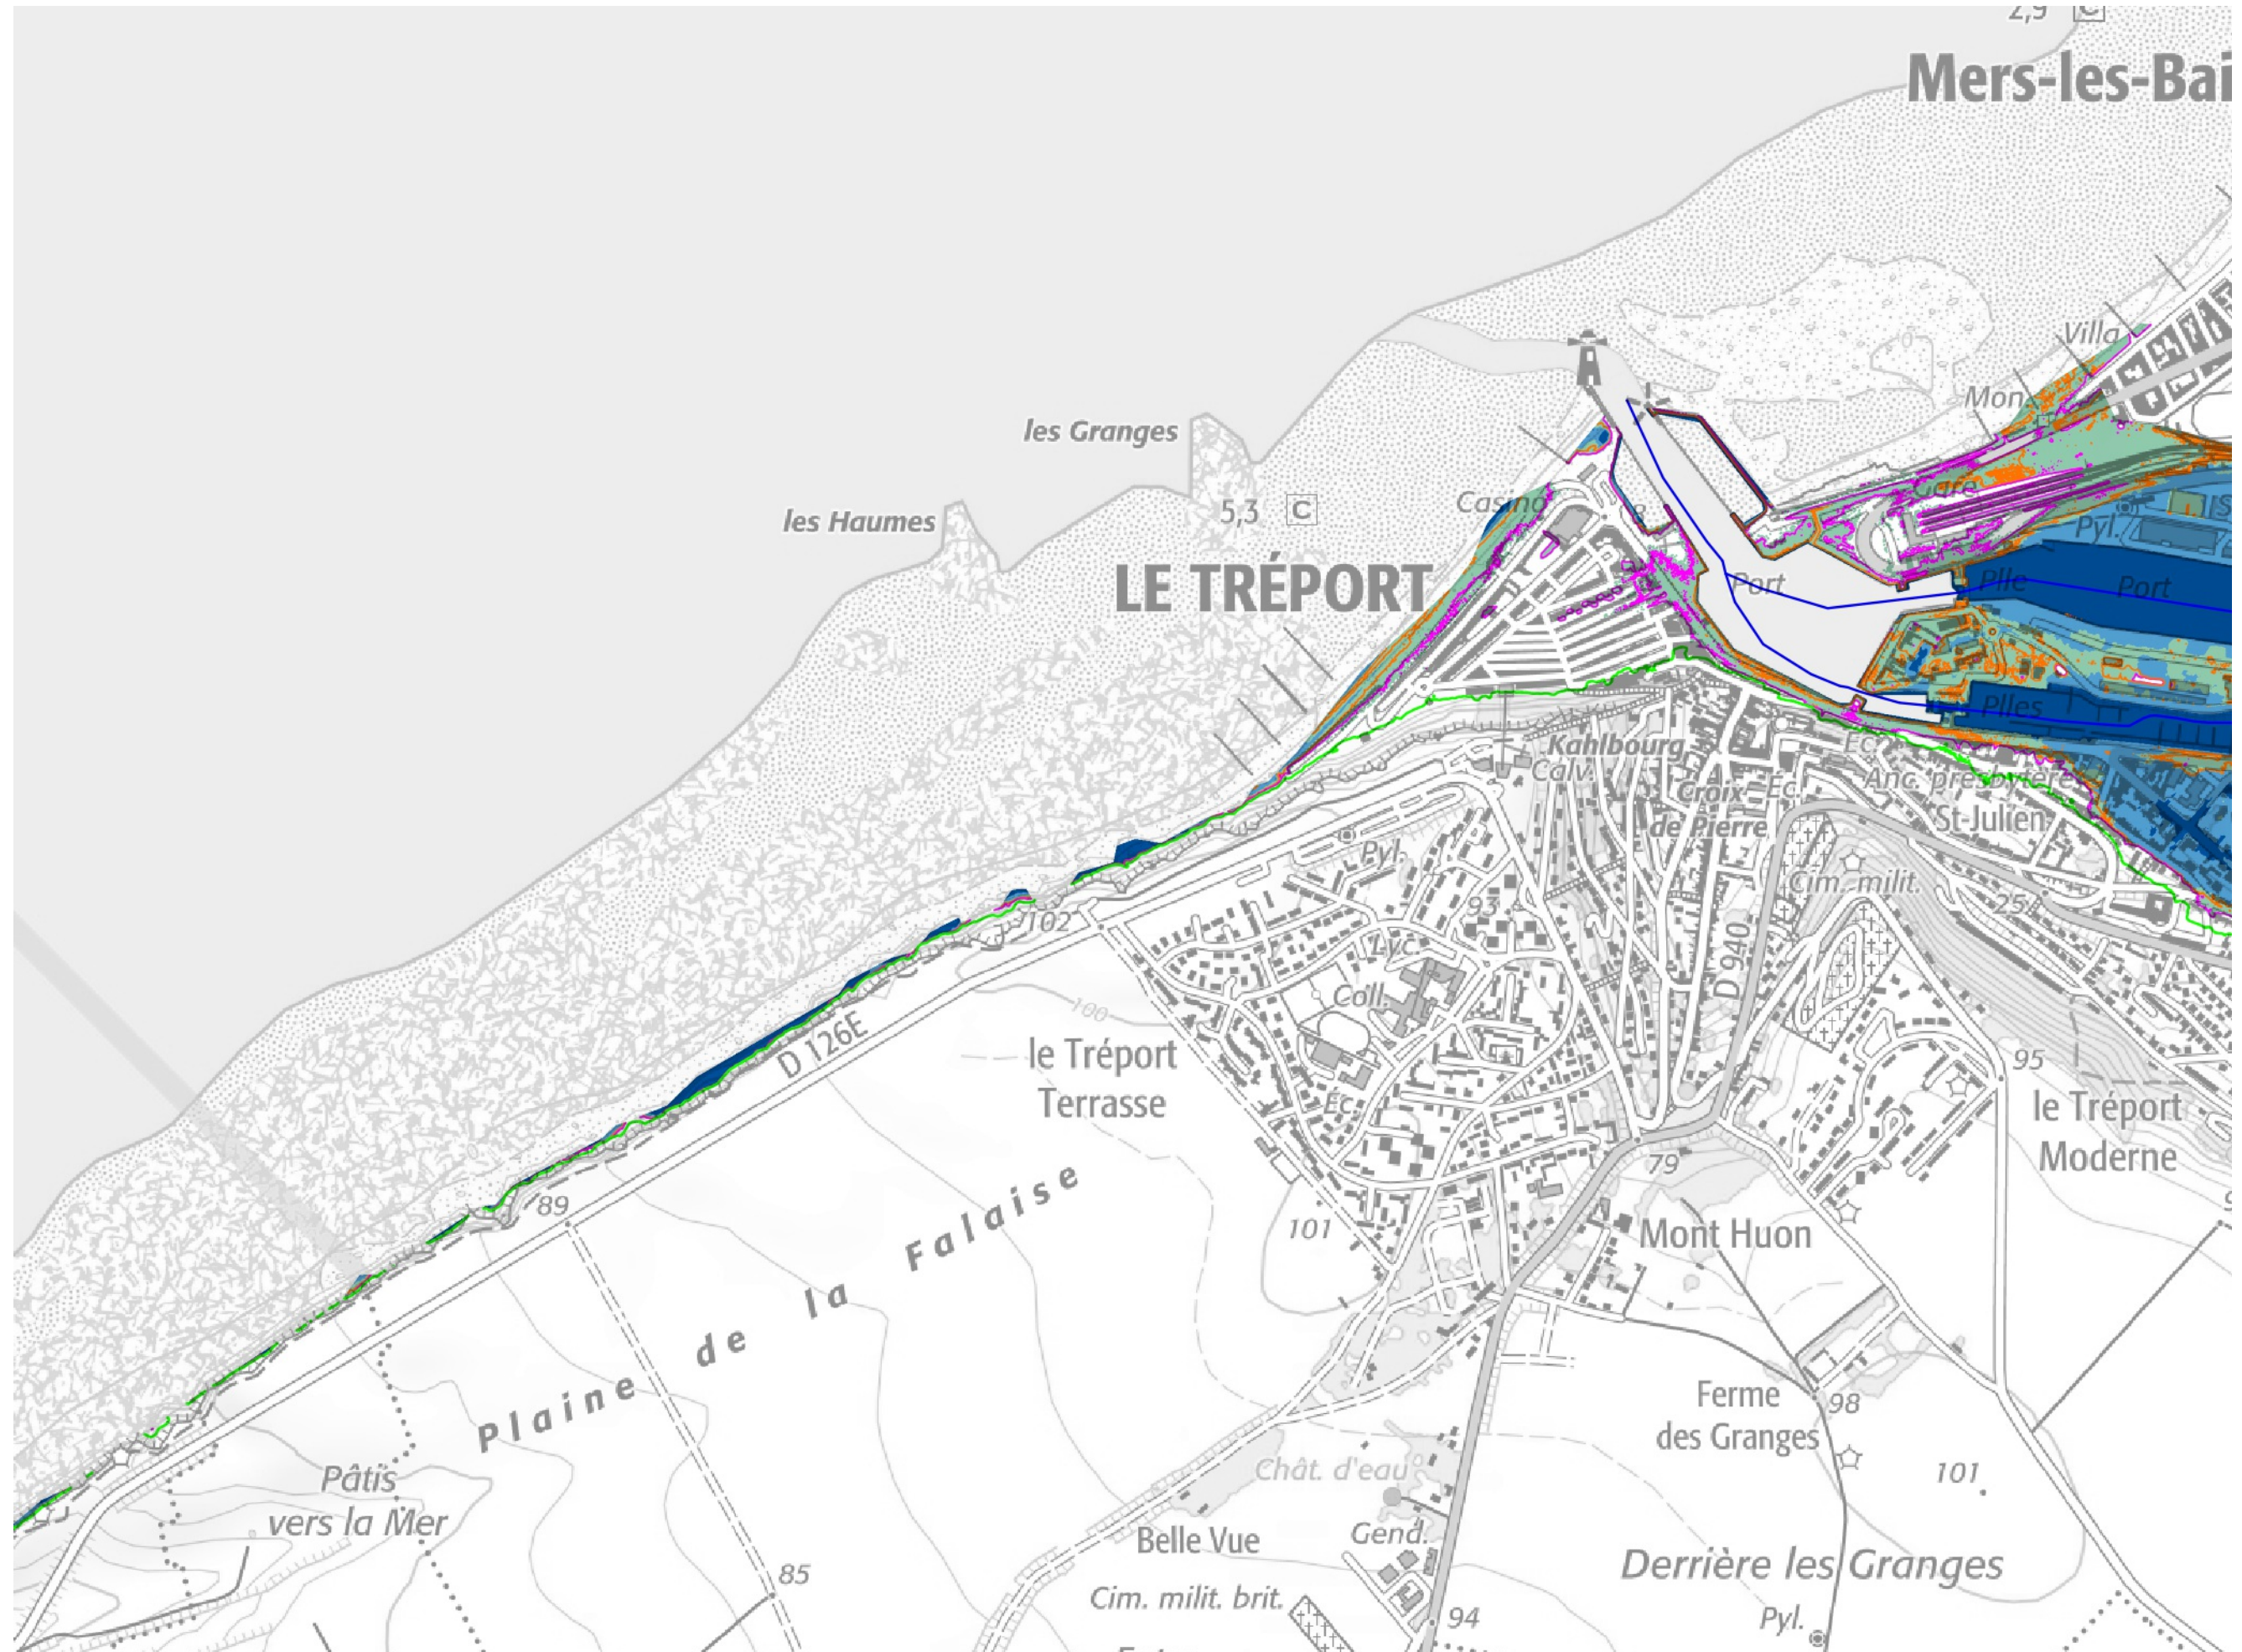 2,9 C
Mers-les-Bai
Villa
Mon.
les Granges
les Haumes
5,3 C
Casino
Gare
Pyl.
LE TRÉPORT
Port
Plle
Port
Plles
Kahlbourg
Calv.
Éc.
Croix
de Pierre
Éc.
Anc. presbytère
St-Julien
Pyl.
Cim. milit.
102
93
25
Lyc.
D 940
100
Coll.
D 126E
le Tréport
Terrasse
Éc.
95
le Tréport
Moderne
79
89
101
Mont Huon
Plaine de la Falaise
Ferme
des Granges
98
Pâtis
vers la Mer
Chât. d'eau
101
Belle Vue
Gend.
Derrière les Granges
85
Cim. milit. brit.
94
Pyl.